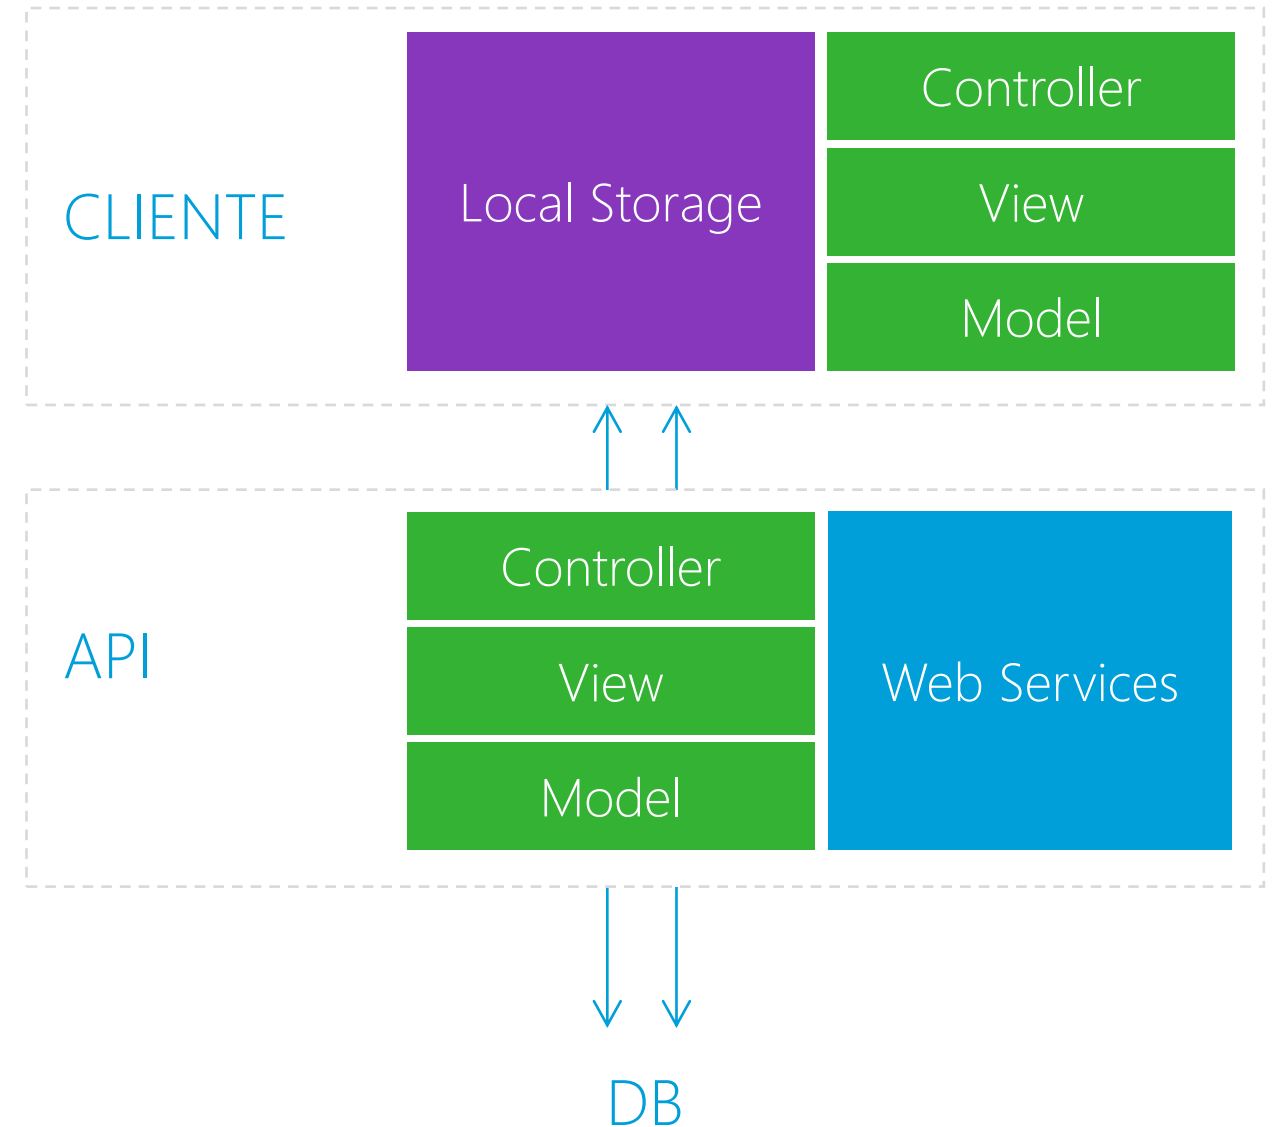 CLIENTE
Local Storage
Controller
View
Model
API
Controller
View
Model
Web Services
DB